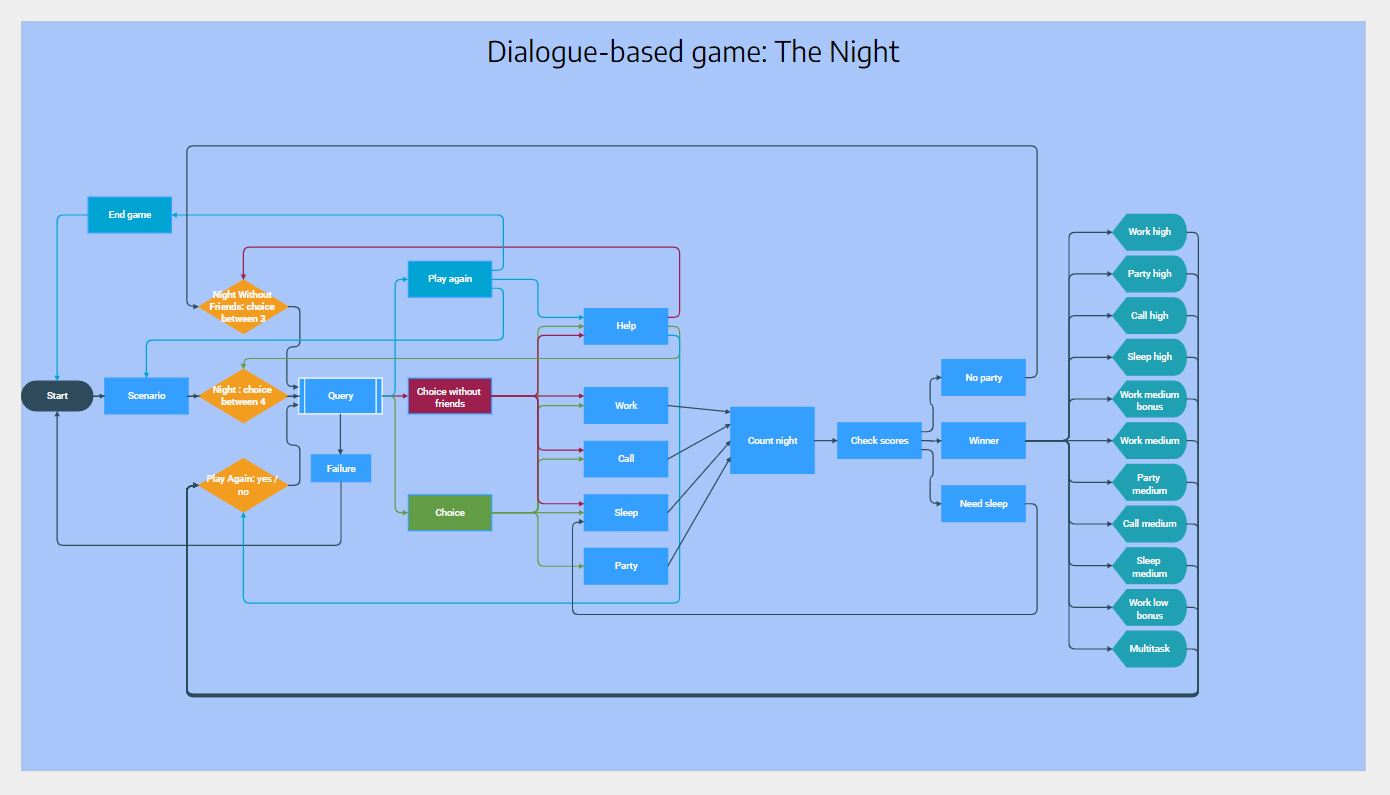 Dialogue-based game: The Night
End game
Night Without
Friends: choice
between 3
Play again
Help
Start
Scenario
Night : choice
between 4
Query
Choice without
friends
Work
Call
Failure
Play Again: yes /
no
Choice
Sleep
Party
Count night
Check scores
No party
Winner
Need sleep
Work high
Party high
Call high
Sleep high
Work medium
bonus
Work medium
Party
medium
Call medium
Sleep
medium
Work low
bonus
Multitask